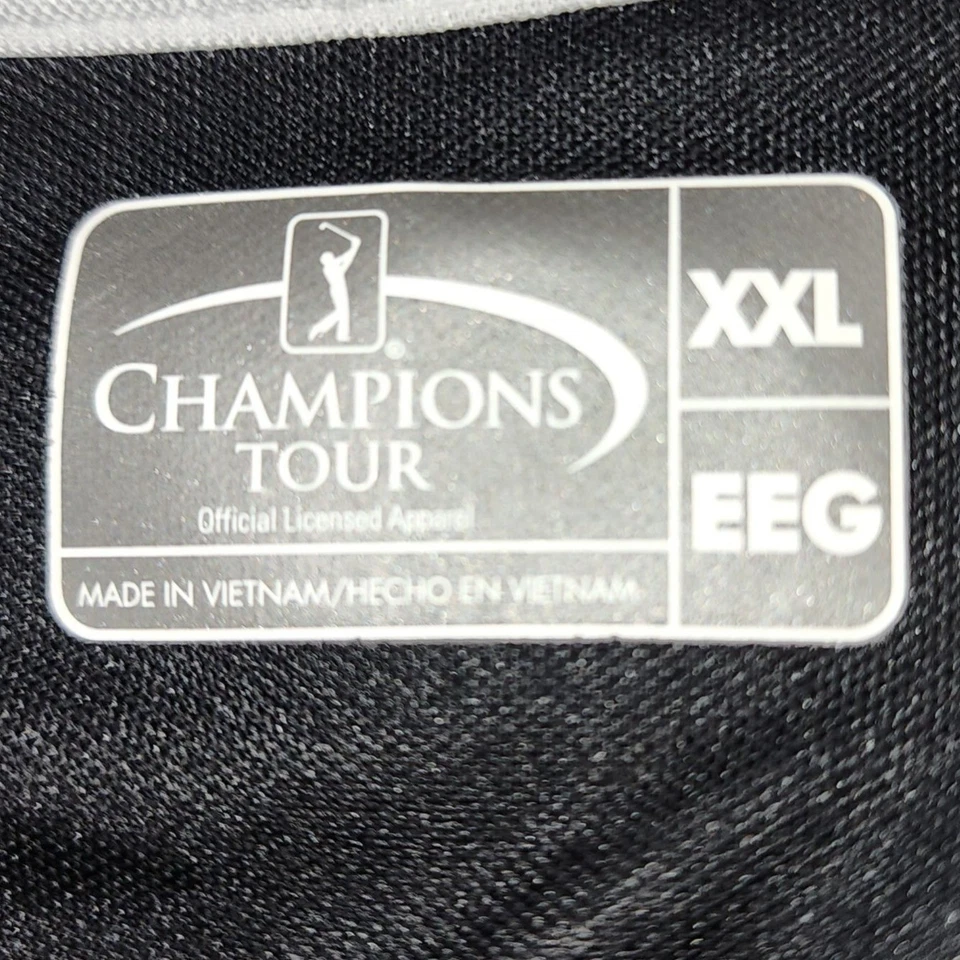 ®
CHAMPIONS
TOUR
Official Licensed Apparel
MADE IN VIETNAM/HECHO EN VIETNAM
XXL
EEG